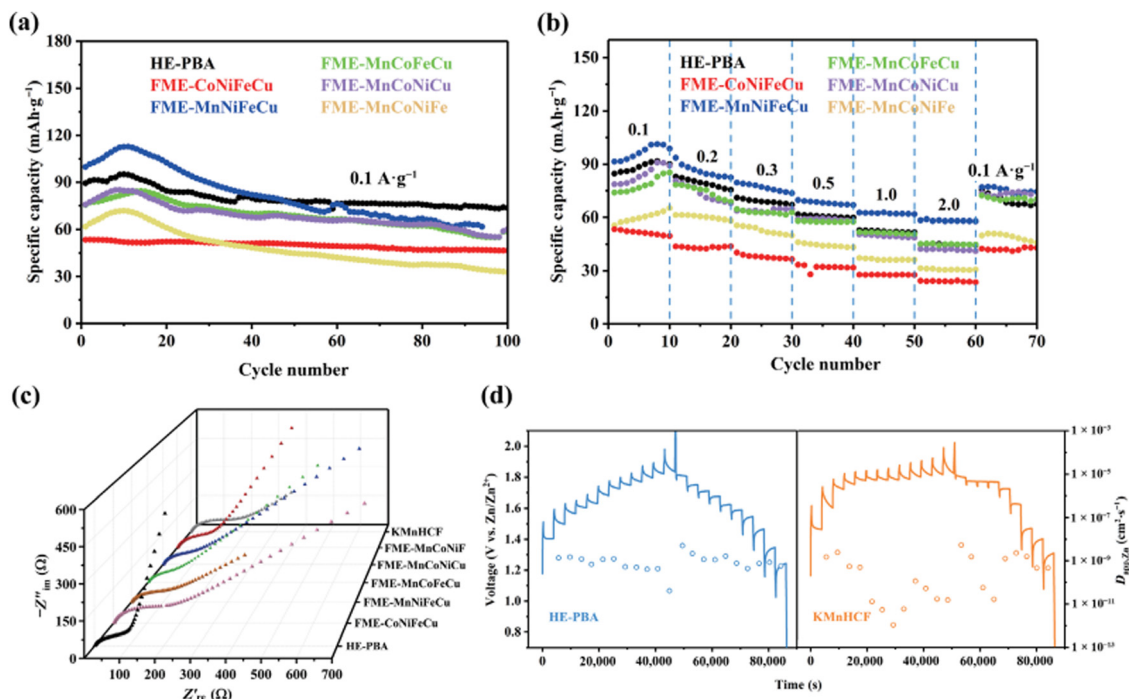 (a)
180
150
120
90
60
30
0
Specific capacity (mAh·g⁻¹)
HE-PBA
FME-CoNiFeCu
FME-MnNiFeCu
FME-MnCoFeCu
FME-MnCoNiCu
FME-MnCoNiFe
0.1 A·g⁻¹
0 20 40 60 80 100
Cycle number
(b)
150
120
90
60
30
0
Specific capacity (mAh·g⁻¹)
HE-PBA
FME-CoNiFeCu
FME-MnNiFeCu
FME-MnCoFeCu
FME-MnCoNiCu
FME-MnCoNiFe
0.1
0.2
0.3
0.5
1.0
2.0
0.1 A·g⁻¹
0 10 20 30 40 50 60 70
Cycle number
(c)
600
450
300
150
0
−Z″im (Ω)
KMnHCF
FME-MnCoNiF
FME-MnCoNiCu
FME-MnCoFeCu
FME-MnNiFeCu
FME-CoNiFeCu
HE-PBA
100 200 300 400 500 600 700
(Ω)
(d)
2.0
1.8
1.6
1.4
1.2
1.0
0.8
Voltage (V vs. Zn/Zn²⁺)
HE-PBA
KMnHCF
1 × 10⁻⁵
1 × 10⁻⁷
1 × 10⁻⁹
1 × 10⁻¹¹
1 × 10⁻¹³
(cm²·s⁻¹)
0 20,000 40,000 60,000 80,000 0 20,000 40,000 60,000 80,000
Time (s)